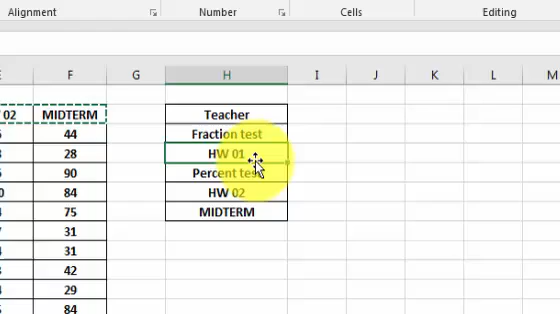 Alignment Number Cells Editing
E F G H I J K L M
02 MIDTERM Teacher
44 Fraction test
28 HW 01
90 Percent test
84 HW 02
75 MIDTERM
31
31
42
29
84